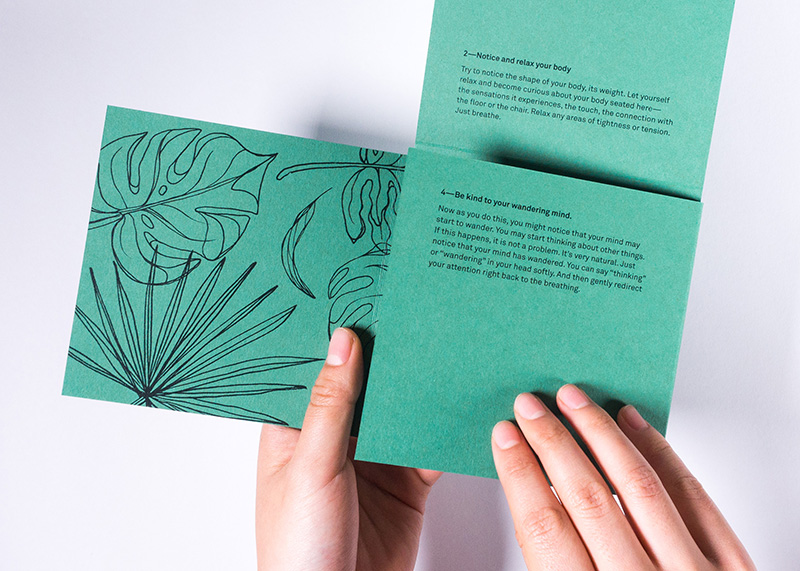 2—Notice and relax your body
Try to notice the shape of your body, its weight. Let yourself
relax and become curious about your body seated here—
the sensations it experiences, the touch, the connection with
the floor or the chair. Relax any areas of tightness or tension.
Just breathe.
4—Be kind to your wandering mind.
Now as you do this, you might notice that your mind may
start to wander. You may start thinking about other things.
If this happens, it is not a problem. It's very natural. Just
notice that your mind has wandered. You can say “thinking”
or “wandering” in your head softly. And then gently redirect
your attention right back to the breathing.